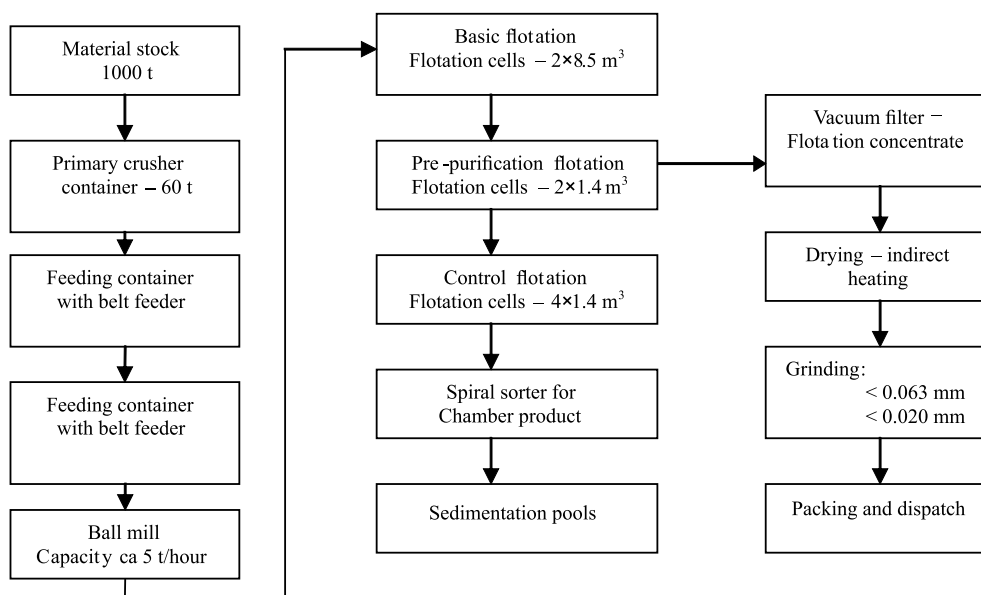 Material stock
1000 t
Primary crusher
container – 60 t
Feeding container
with belt feeder
Feeding container
with belt feeder
Ball mill
Capacity ca 5 t/hour
Basic flotation
Flotation cells – 2×8.5 m³
Pre-purification flotation
Flotation cells – 2×1.4 m³
Control flotation
Flotation cells – 4×1.4 m³
Spiral sorter for
Chamber product
Sedimentation pools
Vacuum filter –
Flotation concentrate
Drying – indirect
heating
Grinding:
< 0.063 mm
< 0.020 mm
Packing and dispatch